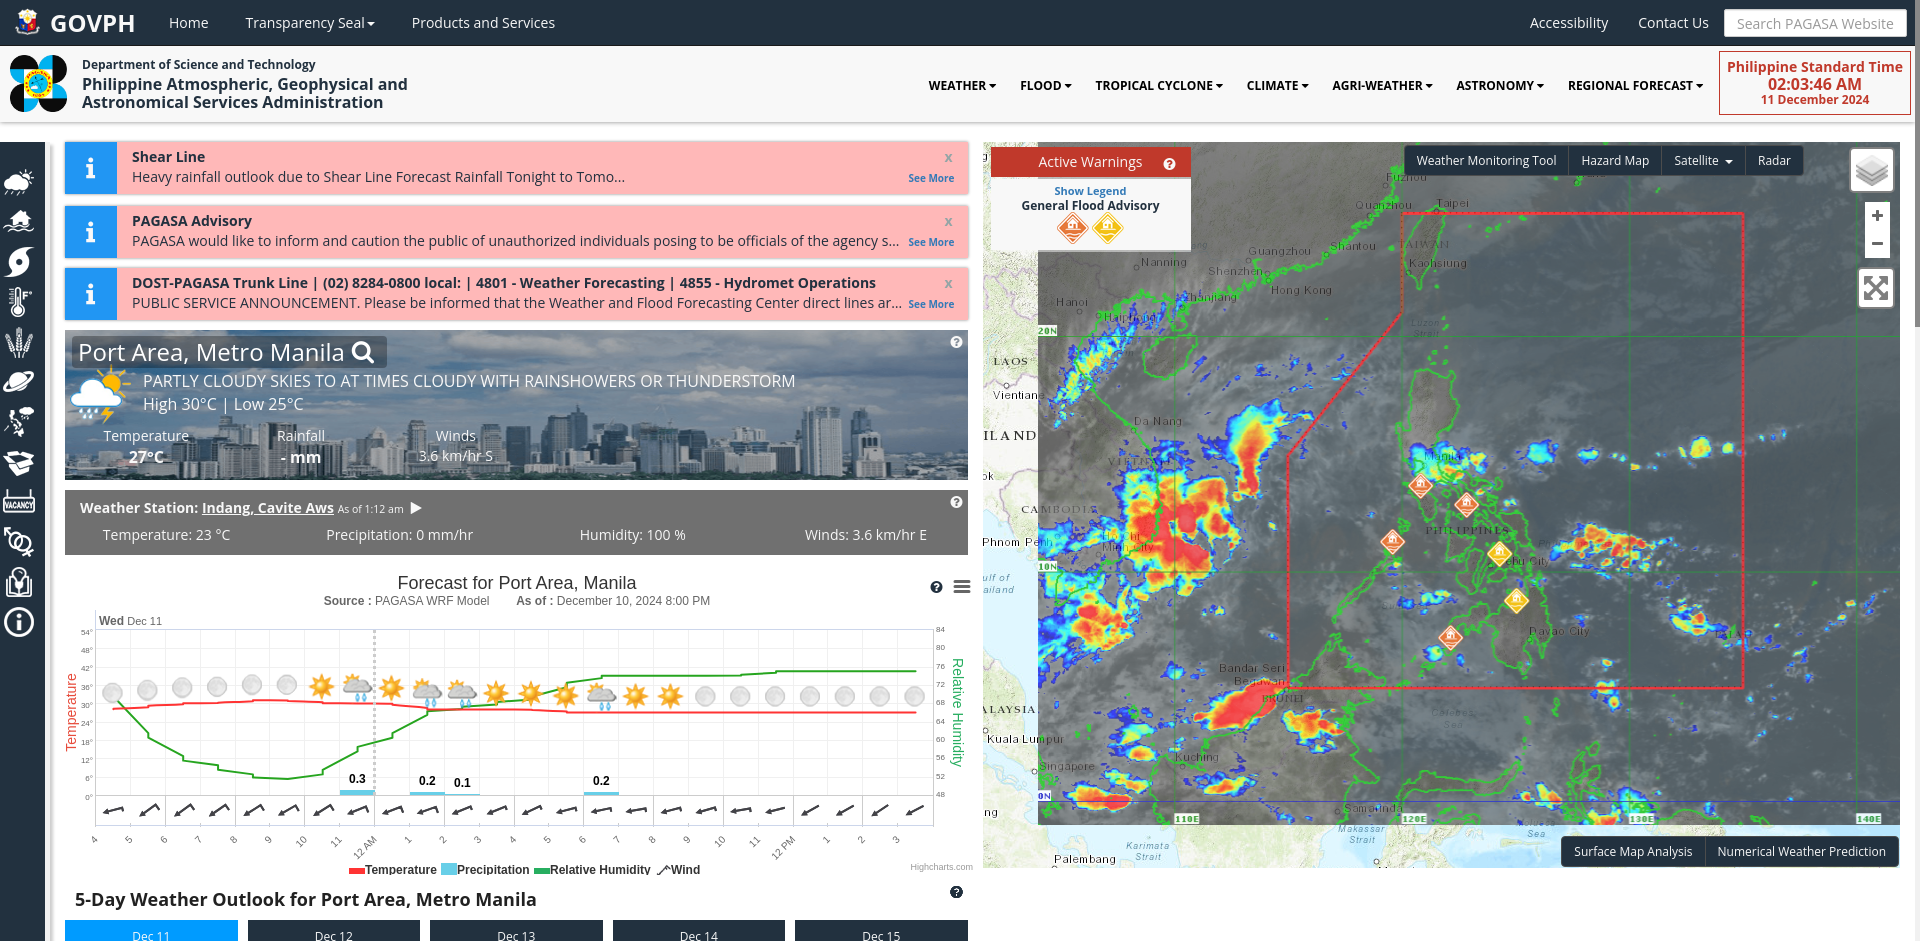 GOVPH
Home
Transparency Seal
Products and Services
Accessibility
Contact Us
Search PAGASA Website
Department of Science and Technology
Philippine Atmospheric, Geophysical and
Astronomical Services Administration
WEATHER
FLOOD
TROPICAL CYCLONE
CLIMATE
AGRI-WEATHER
ASTRONOMY
REGIONAL FORECAST
Philippine Standard Time
02:03:46 AM
11 December 2024
VACANCY
Shear Line
x
Heavy rainfall outlook due to Shear Line Forecast Rainfall Tonight to Tomo...
See More
PAGASA Advisory
x
PAGASA would like to inform and caution the public of unauthorized individuals posing to be officials of the agency s...
See More
DOST-PAGASA Trunk Line | (02) 8284-0800 local: | 4801 - Weather Forecasting | 4855 - Hydromet Operations
x
PUBLIC SERVICE ANNOUNCEMENT. Please be informed that the Weather and Flood Forecasting Center direct lines ar...
See More
Port Area, Metro Manila
PARTLY CLOUDY SKIES TO AT TIMES CLOUDY WITH RAINSHOWERS OR THUNDERSTORM
High 30°C | Low 25°C
Temperature
Rainfall
Winds
27°C
- mm
3.6 km/hr S
Weather Station: Indang, Cavite Aws As of 1:12 am
Temperature: 23 °C
Precipitation: 0 mm/hr
Humidity: 100 %
Winds: 3.6 km/hr E
Forecast for Port Area, Manila
Source : PAGASA WRF Model As of : December 10, 2024 8:00 PM
Wed Dec 11
54°
48°
42°
36°
30°
24°
18°
12°
6°
0°
Temperature
84
80
76
72
68
64
60
56
52
48
Relative Humidity
0.3
0.2
0.1
0.2
4 5 6 7 8 9 10 11 12 AM 1 2 3 4 5 6 7 8 9 10 11 12 PM 1 2 3
Temperature Precipitation Relative Humidity Wind
Highcharts.com
5-Day Weather Outlook for Port Area, Metro Manila
Dec 11
Dec 12
Dec 13
Dec 14
Dec 15
Active Warnings
Show Legend
General Flood Advisory
Weather Monitoring Tool
Hazard Map
Satellite
Radar
+
−
Fuzhou
Quanzhou
Taipei
TAIWAN
Kaohsiung
Shantou
Guangzhou
Shenzhen
Hong Kong
Nanning
Zhanjiang
Hanoi
Haiphong
20N
Luzon
Strait
LAOS
Vientiane
Da Nang
ILAND
ok
VIETNAM
CAMBODIA
Phnom Penh
Ho Chi
Minh City
Manila
PHILIPPINES
Cebu City
10N
ulf of
ailand
Davao City
PALAU
Bandar Seri
Begawan
BRUNEI
Celebes
Sea
ALAYSIA
Kuala Lumpur
Kuching
Singapore
0N
ng
Samarinda
110E
120E
130E
140E
Makassar
Strait
Karimata
Strait
Sea
Palembang
Surface Map Analysis
Numerical Weather Prediction